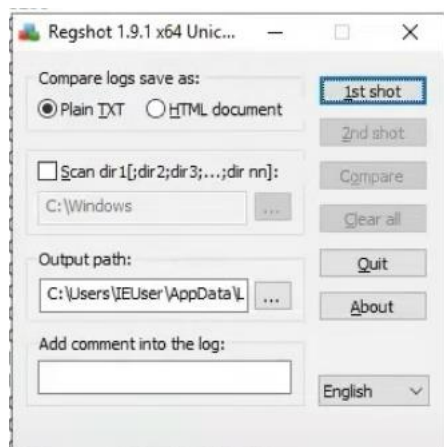 Regshot 1.9.1 x64 Unic...
Compare logs save as:
Plain TXT
HTML document
1st shot
2nd shot
Scan dir1[;dir2;dir3;...;dir nn]:
Compare
C:\Windows
...
Clear all
Output path:
Quit
C:\Users\IEUser\AppData\L
...
About
Add comment into the log:
English